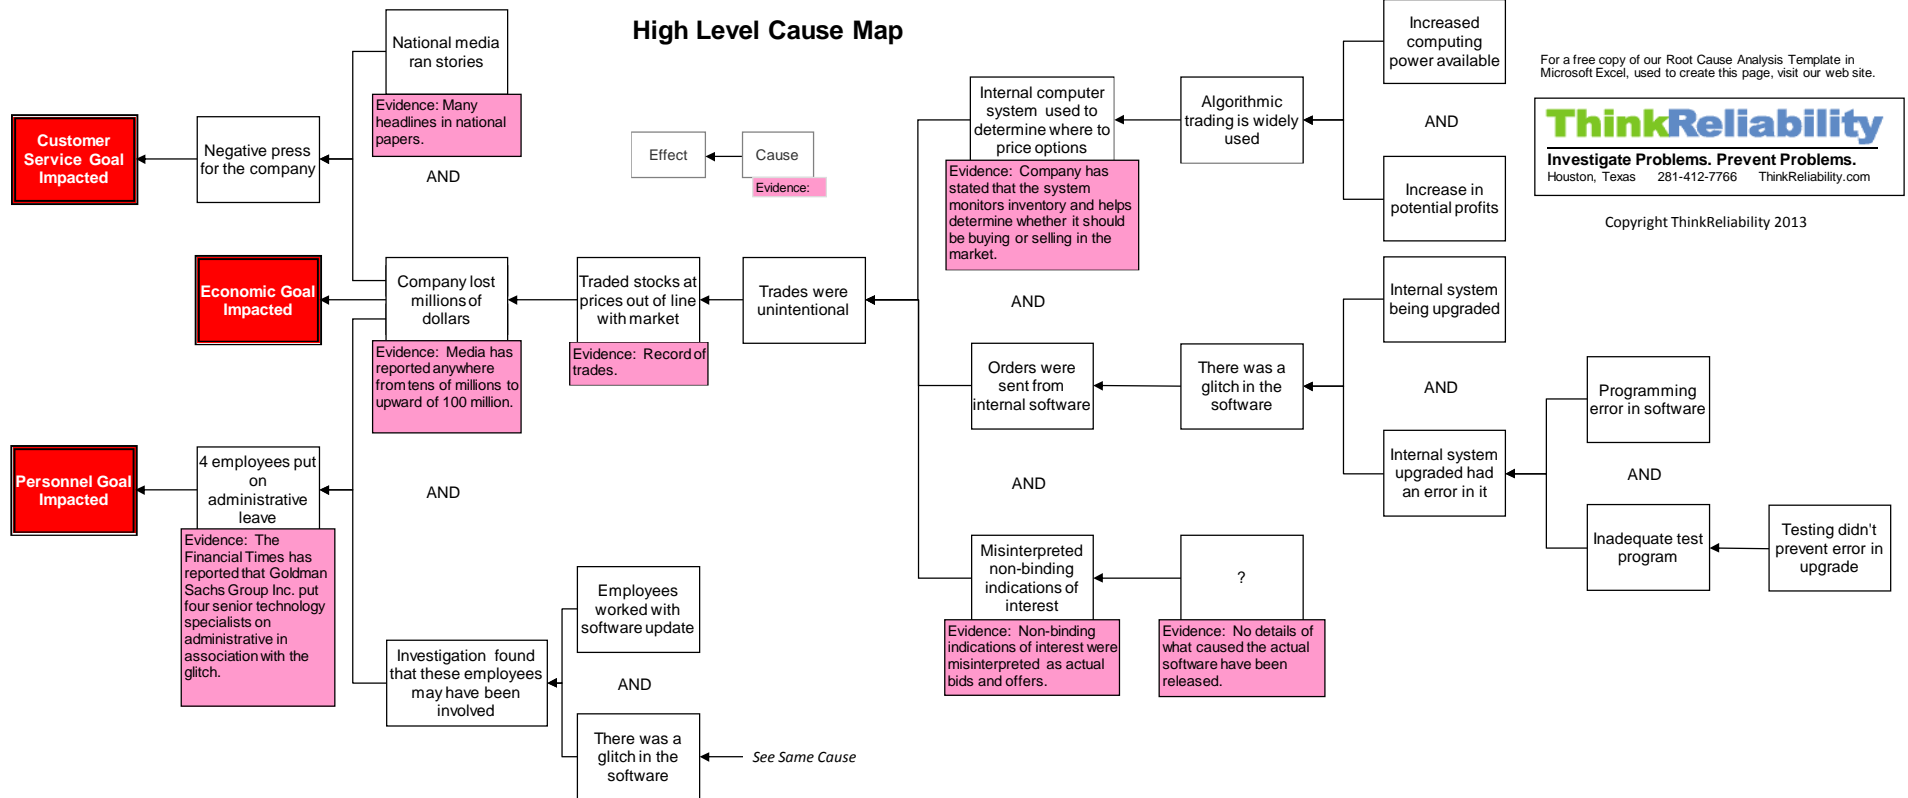 High Level Cause Map
National media
ran stories
Evidence: Many
headlines in national
papers.
Customer
Service Goal
Impacted
Negative press
for the company
AND
Effect
Cause
Evidence:
Internal computer
system used to
determine where to
price options
Evidence: Company has
stated that the system
monitors inventory and helps
determine whether it should
be buying or selling in the
market.
Algorithmic
trading is widely
used
Increased
computing
power available
AND
Increase in
potential profits
For a free copy of our Root Cause Analysis Template in
Microsoft Excel, used to create this page, visit our web site.
ThinkReliability
Investigate Problems. Prevent Problems.
Houston, Texas 281-412-7766 ThinkReliability.com
Copyright ThinkReliability 2013
Economic Goal
Impacted
Company lost
millions of
dollars
Evidence: Media has
reported anywhere
from tens of millions to
upward of 100 million.
Traded stocks at
prices out of line
with market
Evidence: Record of
trades.
Trades were
unintentional
AND
Orders were
sent from
internal software
There was a
glitch in the
software
Internal system
being upgraded
AND
Internal system
upgraded had
an error in it
Programming
error in software
AND
Inadequate test
program
Testing didn't
prevent error in
upgrade
AND
Misinterpreted
non-binding
indications of
interest
Evidence: Non-binding
indications of interest were
misinterpreted as actual
bids and offers.
?
Evidence: No details of
what caused the actual
software have been
released.
Personnel Goal
Impacted
4 employees put
on
administrative
leave
Evidence: The
Financial Times has
reported that Goldman
Sachs Group Inc. put
four senior technology
specialists on
administrative in
association with the
glitch.
AND
Investigation found
that these employees
may have been
involved
Employees
worked with
software update
AND
There was a
glitch in the
software
See Same Cause